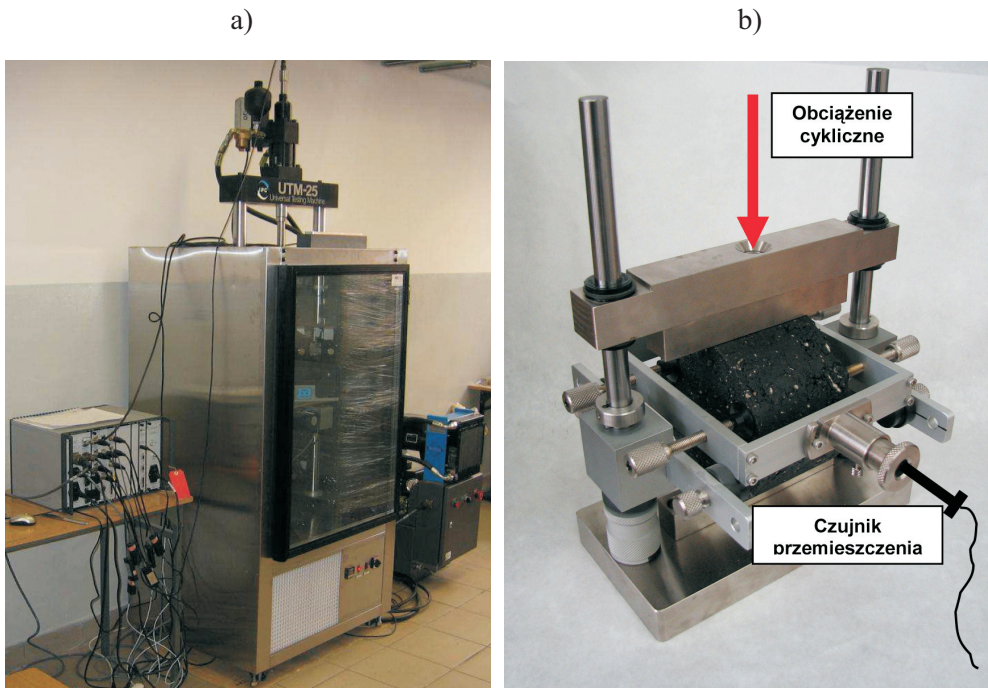 a)
b)
UTM-25
Universal Testing Machine
Obciążenie
cykliczne
Czujnik
przemieszczenia